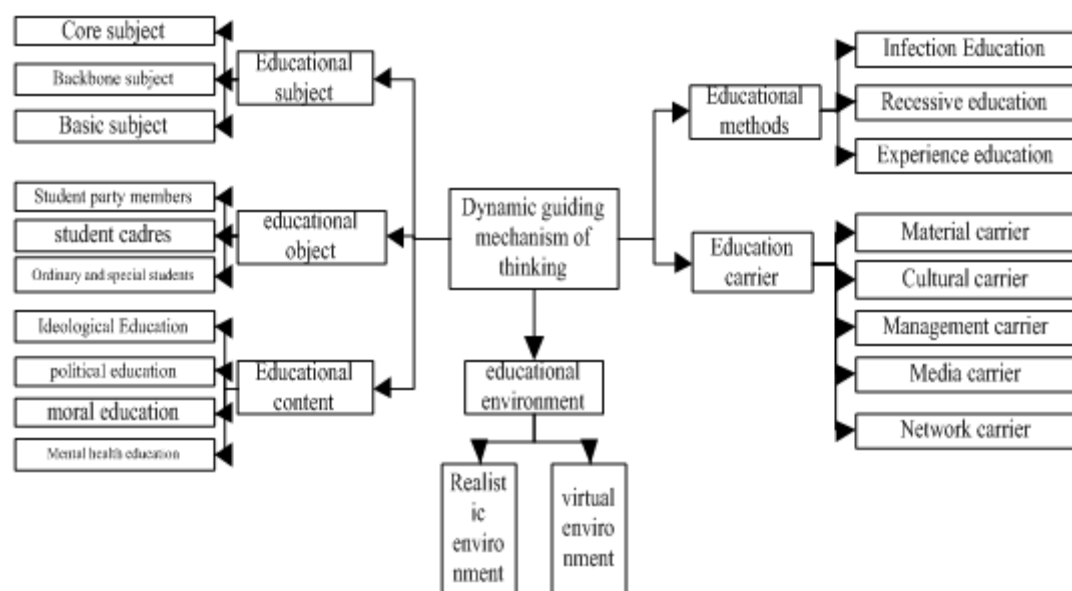 Core subject
Backbone subject
Basic subject
Educational
subject
Student party members
student cadres
Ordinary and special students
educational
object
Ideological Education
political education
moral education
Mental health education
Educational
content
Dynamic guiding
mechanism of
thinking
educational
environment
Realist
ic
enviro
nment
virtual
enviro
nment
Educational
methods
Infection Education
Recessive education
Experience education
Education
carrier
Material carrier
Cultural carrier
Management carrier
Media carrier
Network carrier